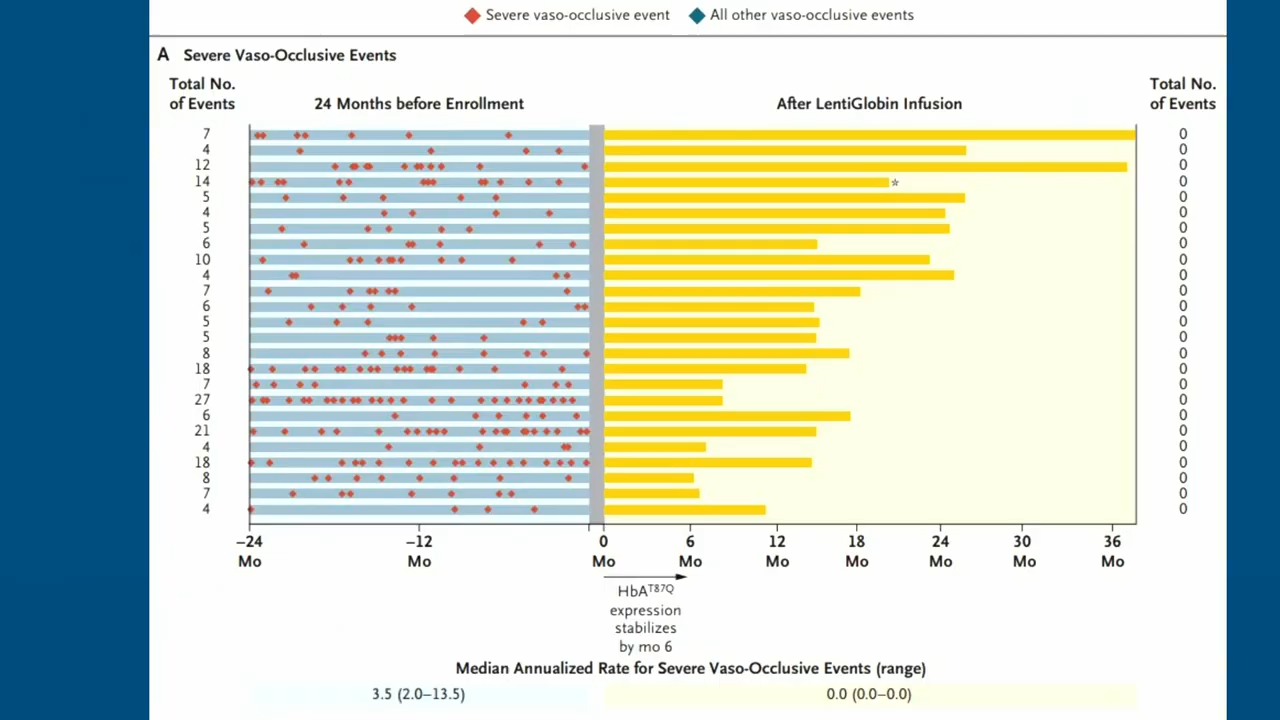 Severe vaso-occlusive event All other vaso-occlusive events
A Severe Vaso-Occlusive Events
Total No. of Events
24 Months before Enrollment
After LentiGlobin Infusion
Total No. of Events
7 0
4 0
12 0
14 * 0
5 0
4 0
5 0
6 0
10 0
4 0
7 0
6 0
5 0
5 0
8 0
18 0
7 0
27 0
6 0
21 0
4 0
18 0
8 0
7 0
4 0
−24 −12 0 6 12 18 24 30 36
Mo Mo Mo Mo Mo Mo Mo Mo Mo
HbAᵀ⁸⁷Q
expression
stabilizes
by mo 6
Median Annualized Rate for Severe Vaso-Occlusive Events (range)
3.5 (2.0–13.5) 0.0 (0.0–0.0)